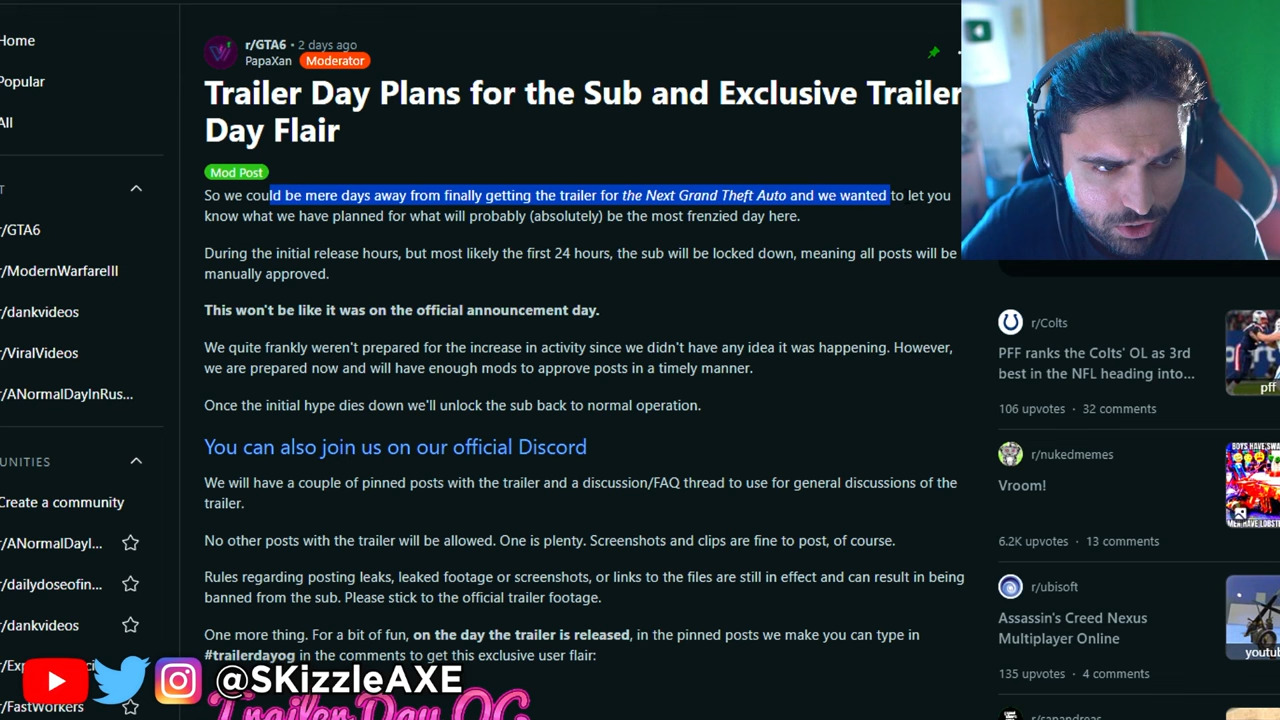 Home
Popular
All
r/GTA6
r/ModernWarfareIII
r/dankvideos
r/ViralVideos
r/ANormalDayInRus...
UNITIES
Create a community
r/ANormalDayI...
r/dailydoseofin...
r/dankvideos
r/FastWorkers
r/GTA6 • 2 days ago
PapaXan Moderator
Trailer Day Plans for the Sub and Exclusive Trailer
Day Flair
Mod Post
So we could be mere days away from finally getting the trailer for the Next Grand Theft Auto and we wanted to let you
know what we have planned for what will probably (absolutely) be the most frenzied day here.
During the initial release hours, but most likely the first 24 hours, the sub will be locked down, meaning all posts will be
manually approved.
This won't be like it was on the official announcement day.
We quite frankly weren't prepared for the increase in activity since we didn't have any idea it was happening. However,
we are prepared now and will have enough mods to approve posts in a timely manner.
Once the initial hype dies down we'll unlock the sub back to normal operation.
You can also join us on our official Discord
We will have a couple of pinned posts with the trailer and a discussion/FAQ thread to use for general discussions of the
trailer.
No other posts with the trailer will be allowed. One is plenty. Screenshots and clips are fine to post, of course.
Rules regarding posting leaks, leaked footage or screenshots, or links to the files are still in effect and can result in being
banned from the sub. Please stick to the official trailer footage.
One more thing. For a bit of fun, on the day the trailer is released, in the pinned posts we make you can type in
#trailerdayog in the comments to get this exclusive user flair:
Trailer Day OG
@SKizzleAXE
r/Colts
PFF ranks the Colts' OL as 3rd
best in the NFL heading into...
106 upvotes · 32 comments
pff
r/nukedmemes
Vroom!
6.2K upvotes · 13 comments
r/ubisoft
Assassin's Creed Nexus
Multiplayer Online
135 upvotes · 4 comments
youtu
r/sanandreas